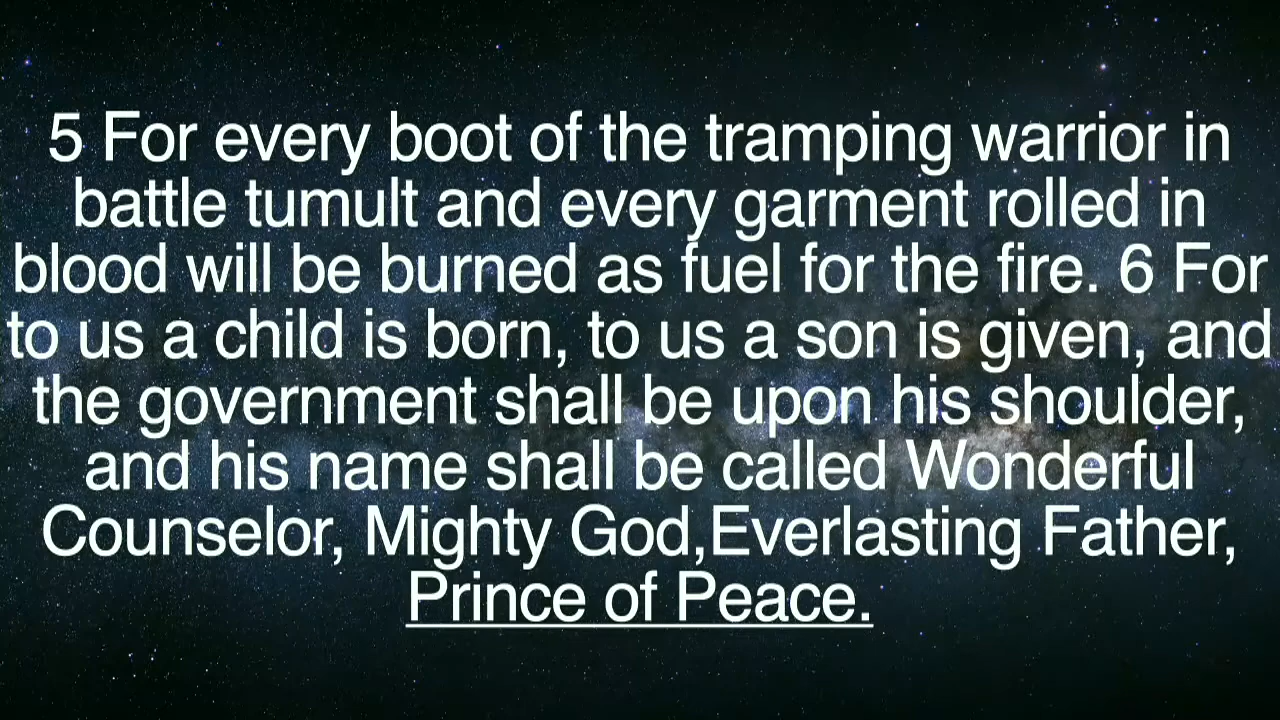 5 For every boot of the tramping warrior in
battle tumult and every garment rolled in
blood will be burned as fuel for the fire. 6 For
to us a child is born, to us a son is given, and
the government shall be upon his shoulder,
and his name shall be called Wonderful
Counselor, Mighty God,Everlasting Father,
Prince of Peace.